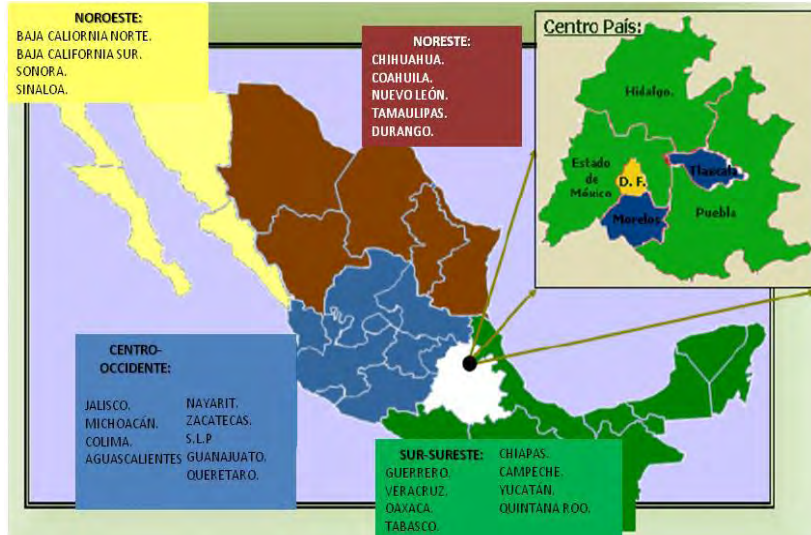 NOROESTE:
BAJA CALIORNIA NORTE.
BAJA CALIFORNIA SUR.
SONORA.
SINALOA.
NORESTE:
CHIHUAHUA.
COAHUILA.
NUEVO LEÓN.
TAMAULIPAS.
DURANGO.
Centro País:
Hidalgo.
Estado
de
México
D. F.
Tlaxcala
Morelos
Puebla
CENTRO-
OCCIDENTE:
JALISCO.
MICHOACÁN.
COLIMA.
AGUASCALIENTES
NAYARIT.
ZACATECAS.
S.L.P
GUANAJUATO.
QUERETARO.
SUR-SURESTE:
GUERRERO.
VERACRUZ.
OAXACA.
TABASCO.
CHIAPAS.
CAMPECHE.
YUCATÁN.
QUINTANA ROO.